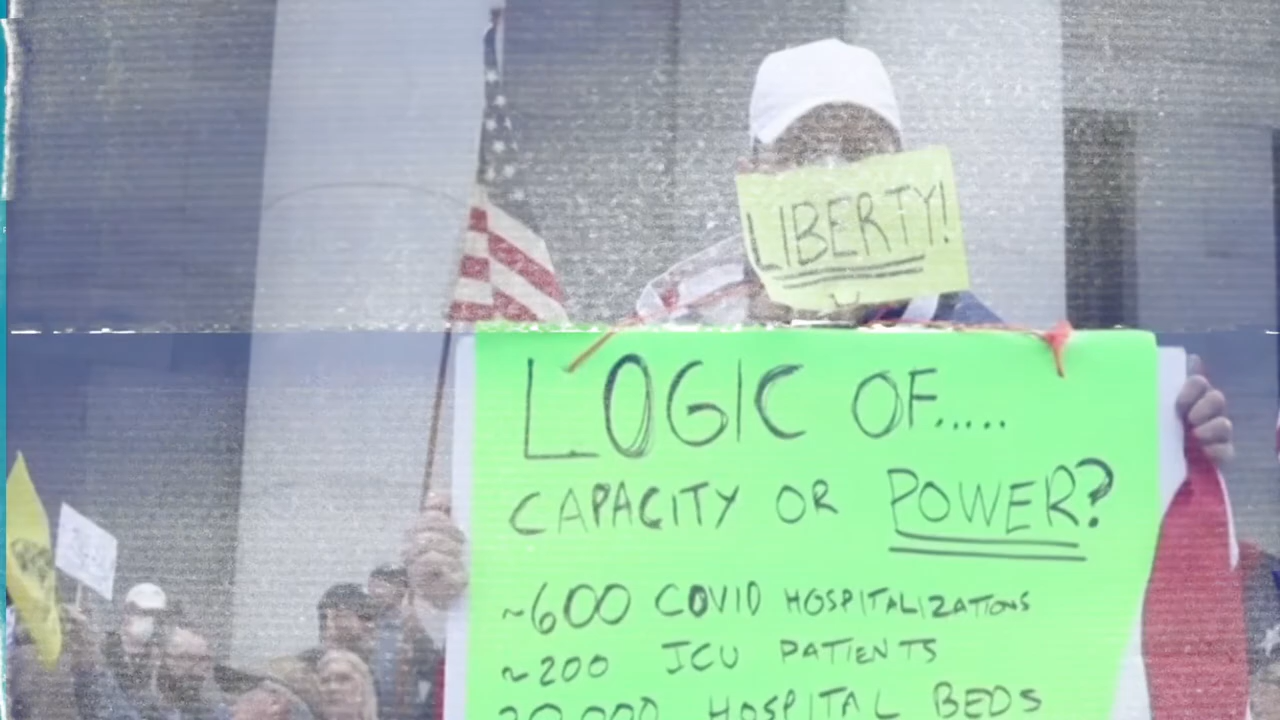 LIBERTY!
LOGIC OF.....
CAPACITY OR POWER?
~600 COVID HOSPITALIZATIONS
~200 ICU PATIENTS
HOSPITAL BEDS